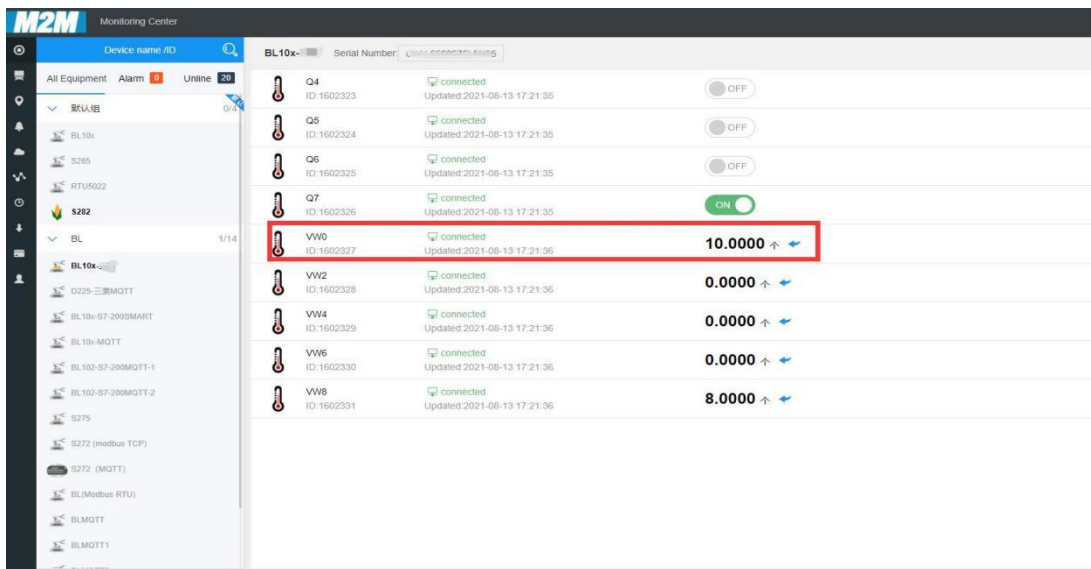 M2M Monitoring Center
Device name /ID
All Equipment Alarm 0 Unline 20
默认组
BL10x
S265
RTU5022
S282
BL 1/14
BL10x-
D225-三菱MQTT
BL10x-S7-200SMART
BL10x-MQTT
BL102-S7-200MQTT-1
BL102-S7-200MQTT-2
S275
S272 (modbus TCP)
S272 (MQTT)
BL(Modbus RTU)
BLMQTT
BLMQTT1
BL10x- Serial Number:
Q4 connected OFF
ID:1602323 Updated:2021-08-13 17:21:35
Q5 connected OFF
ID:1602324 Updated:2021-08-13 17:21:35
Q6 connected OFF
ID:1602325 Updated:2021-08-13 17:21:35
Q7 connected ON
ID:1602326 Updated:2021-08-13 17:21:35
VW0 connected 10.0000 个
ID:1602327 Updated:2021-08-13 17:21:36
VW2 connected 0.0000 个
ID:1602328 Updated:2021-08-13 17:21:36
VW4 connected 0.0000 个
ID:1602329 Updated:2021-08-13 17:21:36
VW6 connected 0.0000 个
ID:1602330 Updated:2021-08-13 17:21:36
VW8 connected 8.0000 个
ID:1602331 Updated:2021-08-13 17:21:36